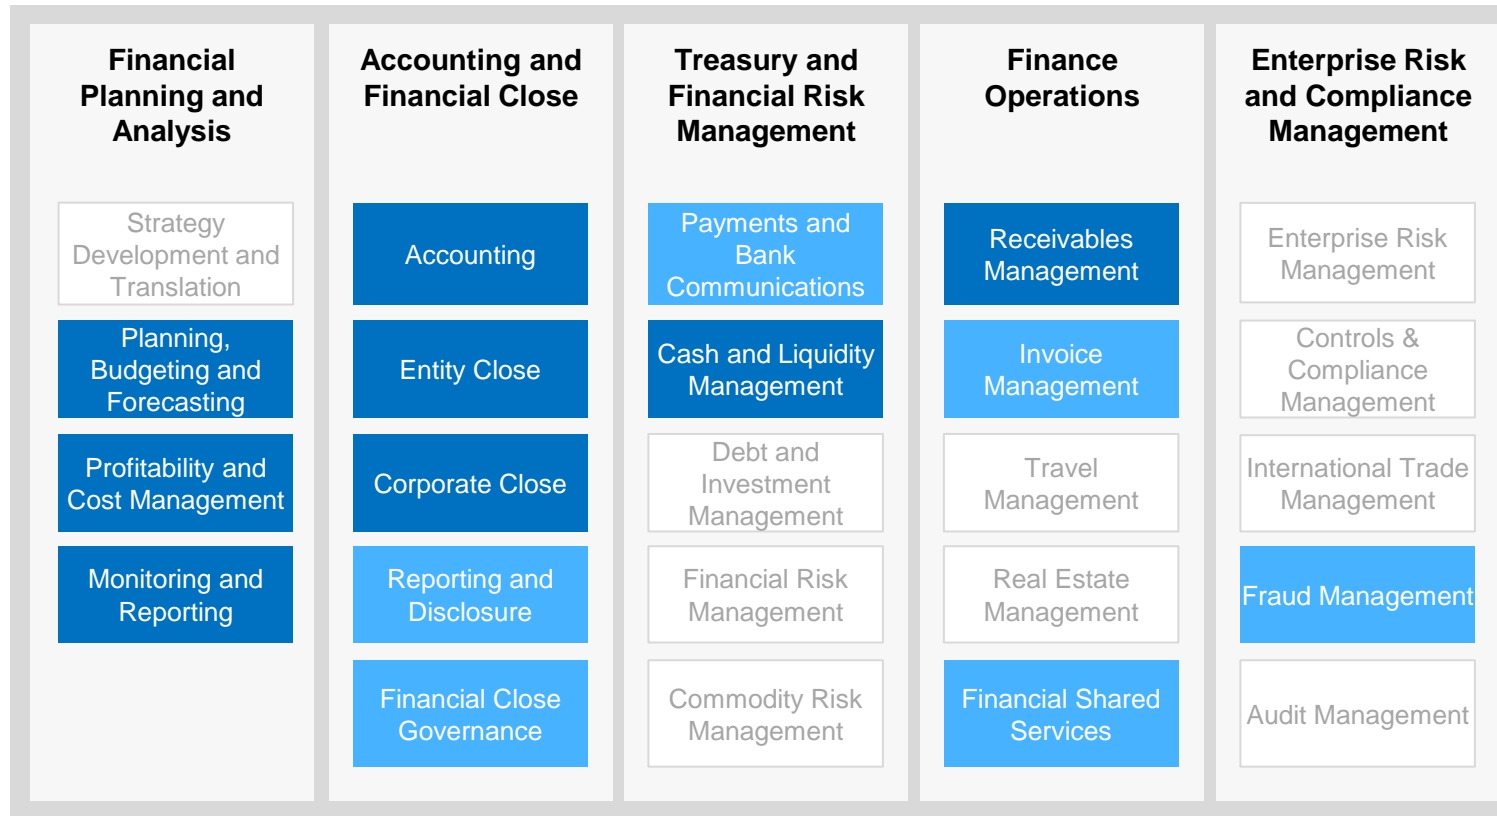 Financial
Planning and
Analysis
Strategy
Development and
Translation
Planning,
Budgeting and
Forecasting
Profitability and
Cost Management
Monitoring and
Reporting
Accounting and
Financial Close
Accounting
Entity Close
Corporate Close
Reporting and
Disclosure
Financial Close
Governance
Treasury and
Financial Risk
Management
Payments and
Bank
Communications
Cash and Liquidity
Management
Debt and
Investment
Management
Financial Risk
Management
Commodity Risk
Management
Finance
Operations
Receivables
Management
Invoice
Management
Travel
Management
Real Estate
Management
Financial Shared
Services
Enterprise Risk
and Compliance
Management
Enterprise Risk
Management
Controls &
Compliance
Management
International Trade
Management
Fraud Management
Audit Management